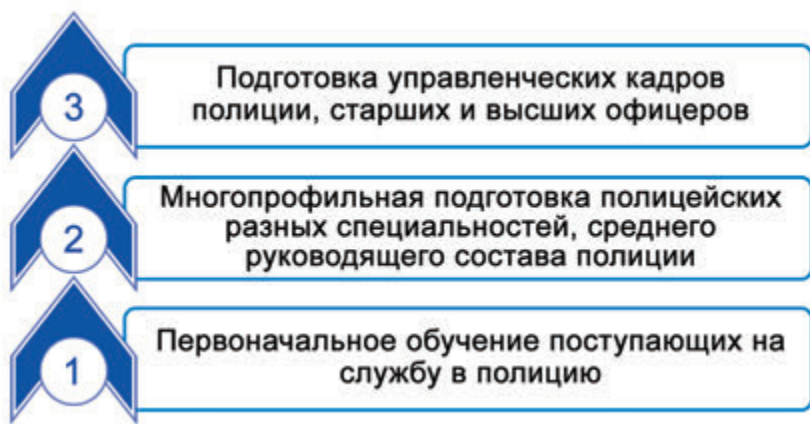 3
Подготовка управленческих кадров
полиции, старших и высших офицеров
2
Многопрофильная подготовка полицейских
разных специальностей, среднего
руководящего состава полиции
1
Первоначальное обучение поступающих на
службу в полицию